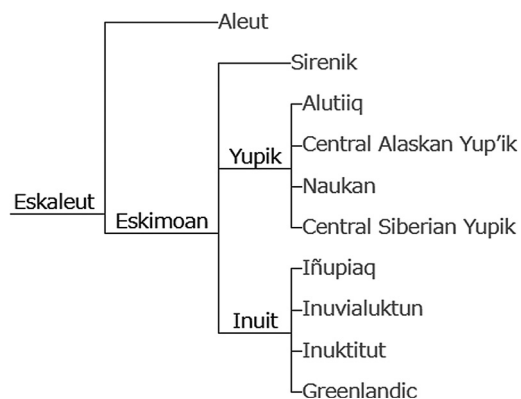 Aleut
Sirenik
Alutiiq
Central Alaskan Yup’ik
Yupik
Naukan
Eskaleut
Eskimoan
Central Siberian Yupik
Iñupiaq
Inuvialuktun
Inuit
Inuktitut
Greenlandic